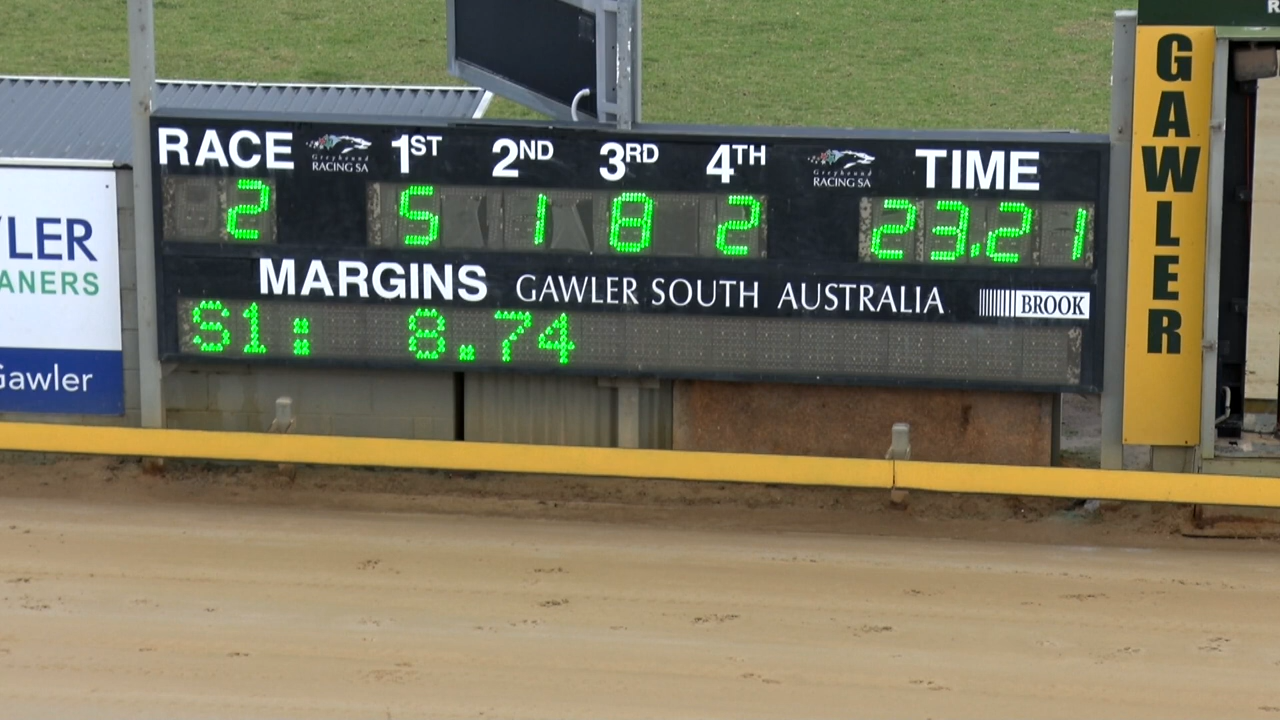 RACE
Greyhound
RACING SA
1ST 2ND 3RD 4TH
Greyhound
RACING SA
TIME
2 5 1 8 2 23.21
MARGINS GAWLER SOUTH AUSTRALIA BROOK
S1: 8.74
LER
ANERS
Gawler
GAWLER
R